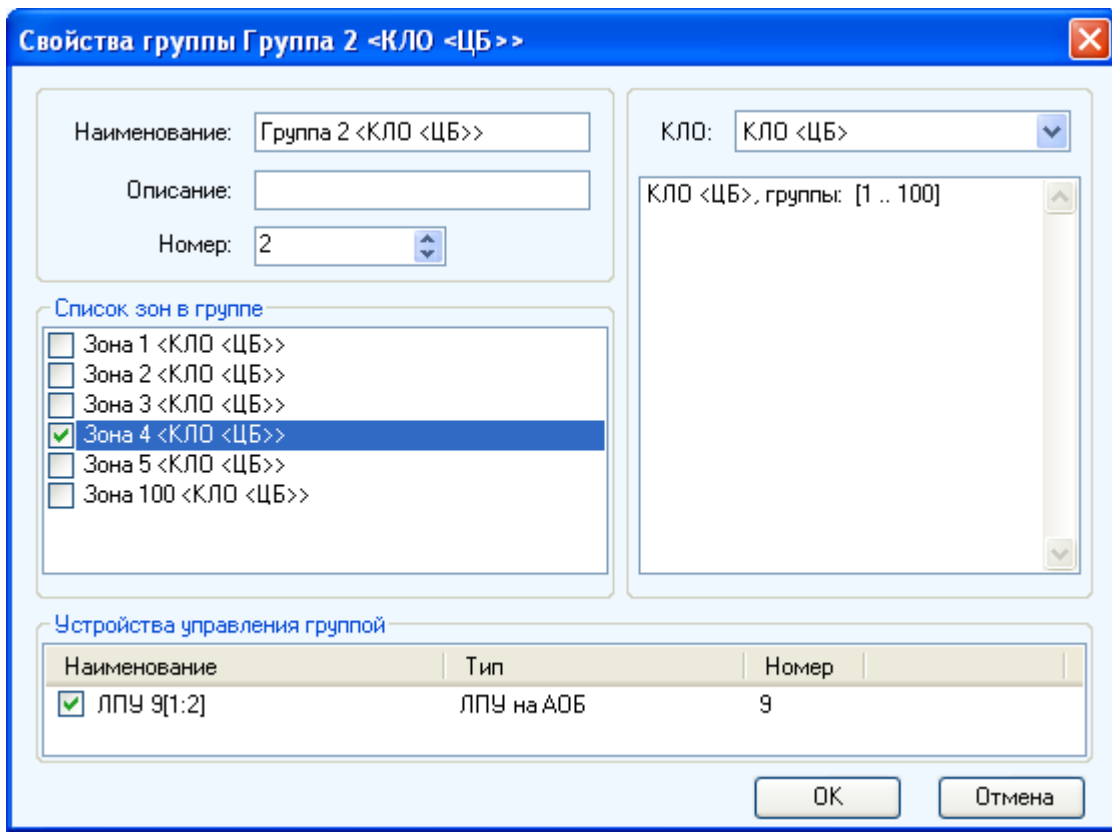 Свойства группы Группа 2 <КЛО <ЦБ>>
Наименование: Группа 2 <КЛО <ЦБ>>
Описание:
Номер: 2
КЛО: КЛО <ЦБ>
КЛО <ЦБ>, группы: [1 .. 100]
Список зон в группе
Зона 1 <КЛО <ЦБ>>
Зона 2 <КЛО <ЦБ>>
Зона 3 <КЛО <ЦБ>>
Зона 4 <КЛО <ЦБ>>
Зона 5 <КЛО <ЦБ>>
Зона 100 <КЛО <ЦБ>>
Устройства управления группой
Наименование Тип Номер
ЛПУ 9[1:2] ЛПУ на АОБ 9
OK Отмена